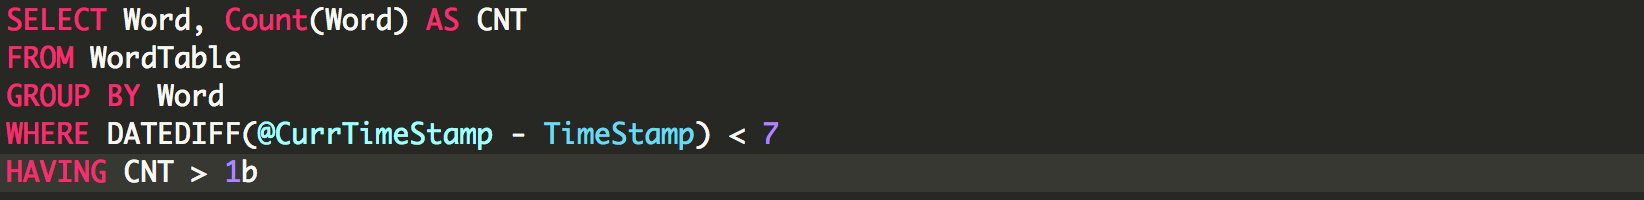 SELECT Word, Count(Word) AS CNT
FROM WordTable
GROUP BY Word
WHERE DATEDIFF(@CurrTimeStamp - TimeStamp) < 7
HAVING CNT > 1b